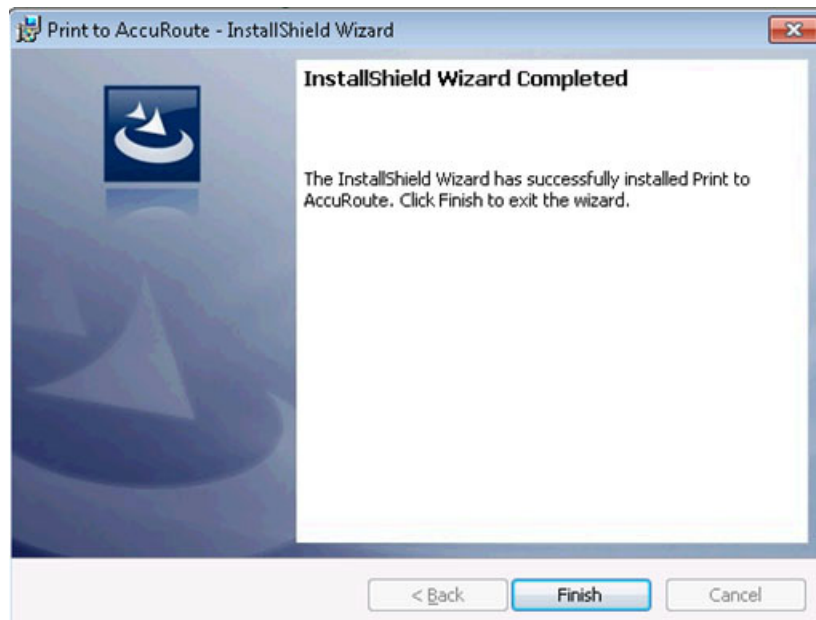 Print to AccuRoute - InstallShield Wizard
InstallShield Wizard Completed
The InstallShield Wizard has successfully installed Print to
AccuRoute. Click Finish to exit the wizard.
< Back
Finish
Cancel